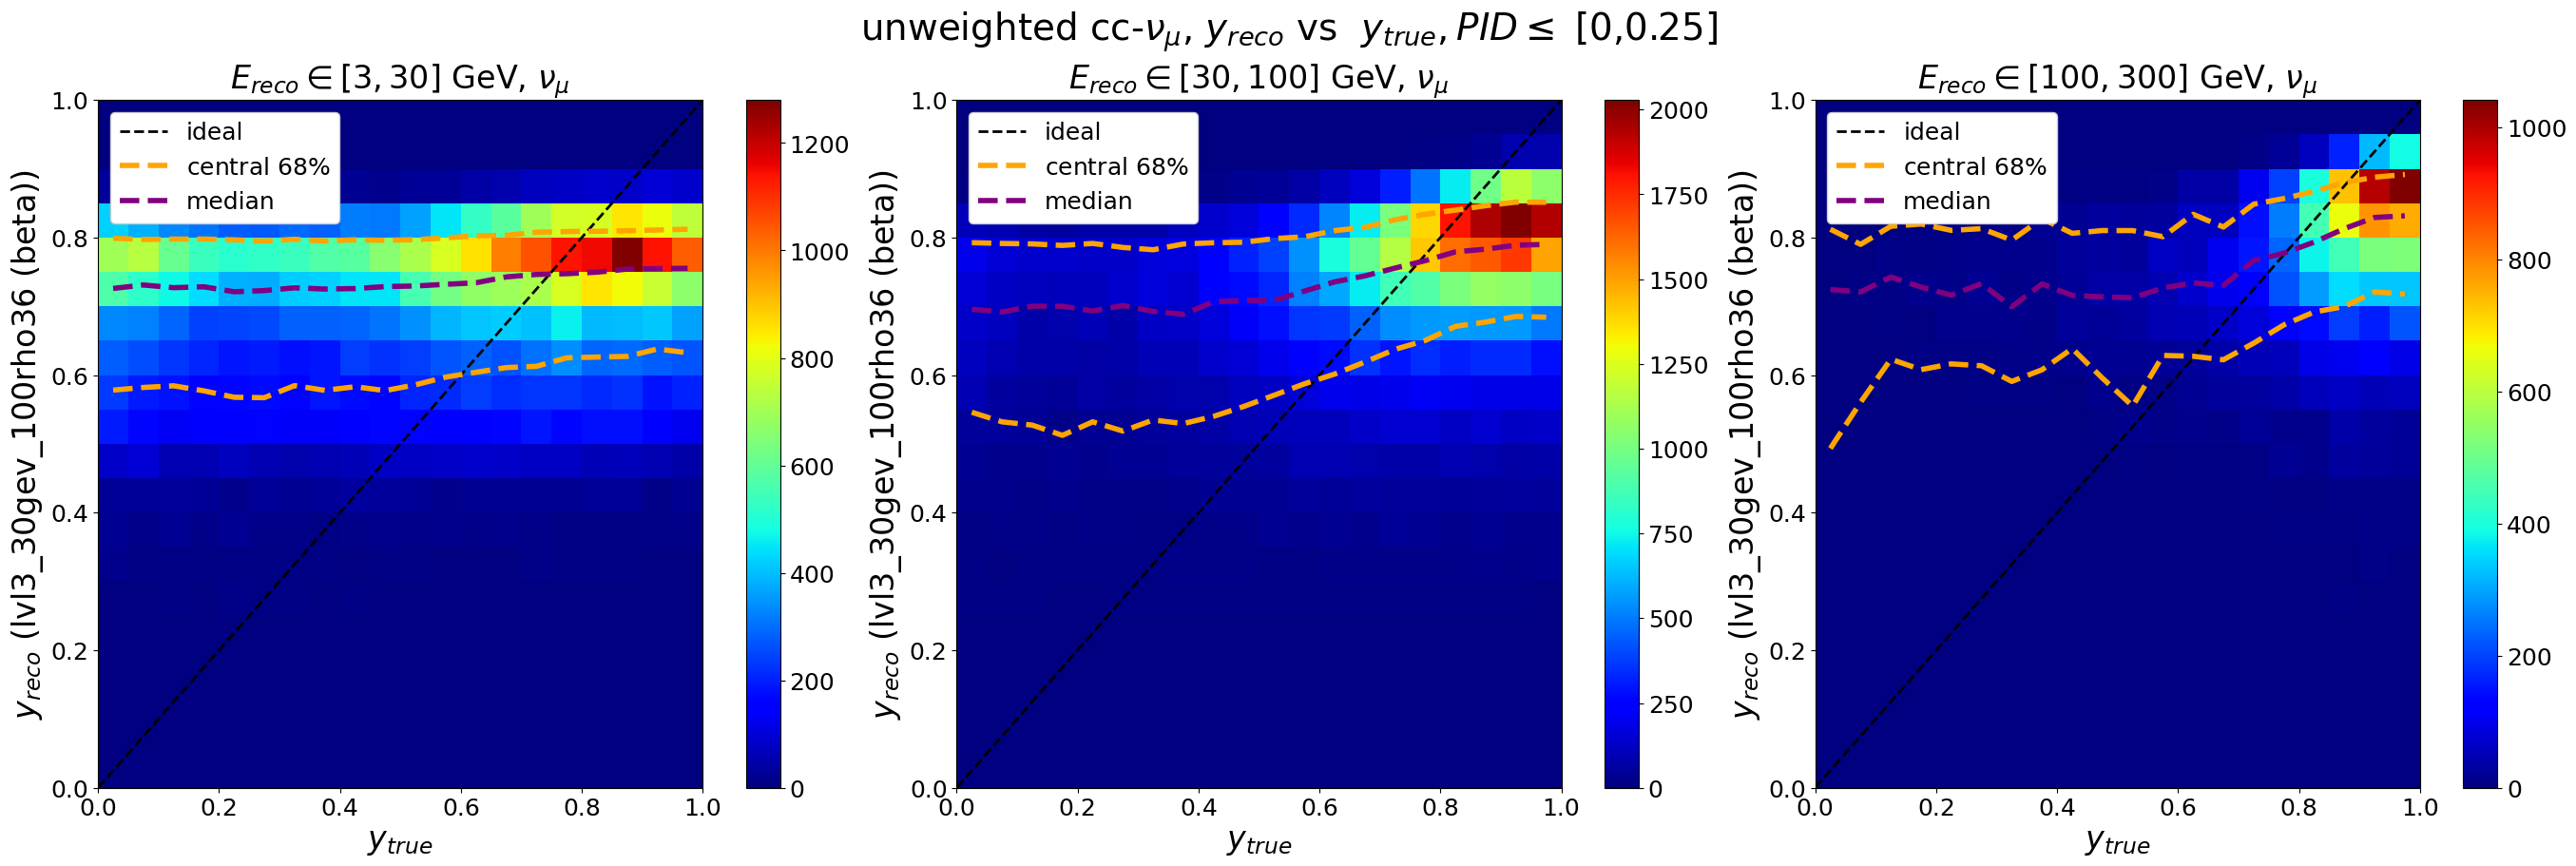 unweighted cc-νμ, yreco vs ytrue, PID ≤ [0,0.25]
Ereco ∈ [3, 30] GeV, νμ
ideal
central 68%
median
yreco (lvl3_30gev_100rho36 (beta))
1.0
0.8
0.6
0.4
0.2
0.0
0.0 0.2 0.4 0.6 0.8 1.0
ytrue
1200
1000
800
600
400
200
0
Ereco ∈ [30, 100] GeV, νμ
ideal
central 68%
median
yreco (lvl3_30gev_100rho36 (beta))
1.0
0.8
0.6
0.4
0.2
0.0
0.0 0.2 0.4 0.6 0.8 1.0
ytrue
2000
1750
1500
1250
1000
750
500
250
0
Ereco ∈ [100, 300] GeV, νμ
ideal
central 68%
median
yreco (lvl3_30gev_100rho36 (beta))
1.0
0.8
0.6
0.4
0.2
0.0
0.0 0.2 0.4 0.6 0.8 1.0
ytrue
1000
800
600
400
200
0